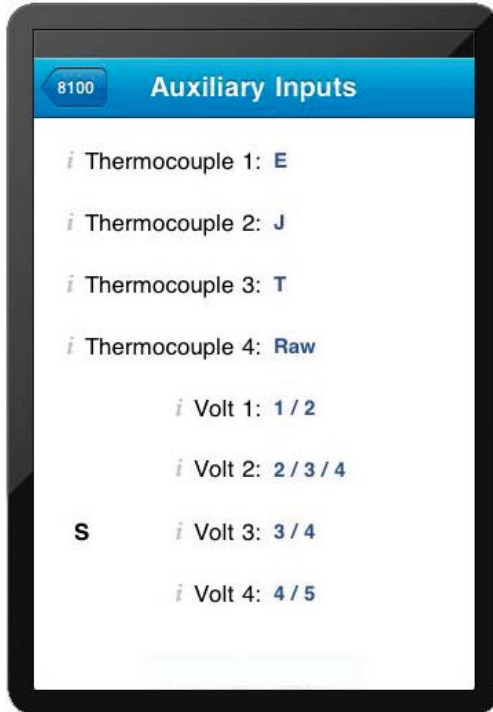 8100 Auxiliary Inputs
i Thermocouple 1: E
i Thermocouple 2: J
i Thermocouple 3: T
i Thermocouple 4: Raw
i Volt 1: 1 / 2
i Volt 2: 2 / 3 / 4
S i Volt 3: 3 / 4
i Volt 4: 4 / 5